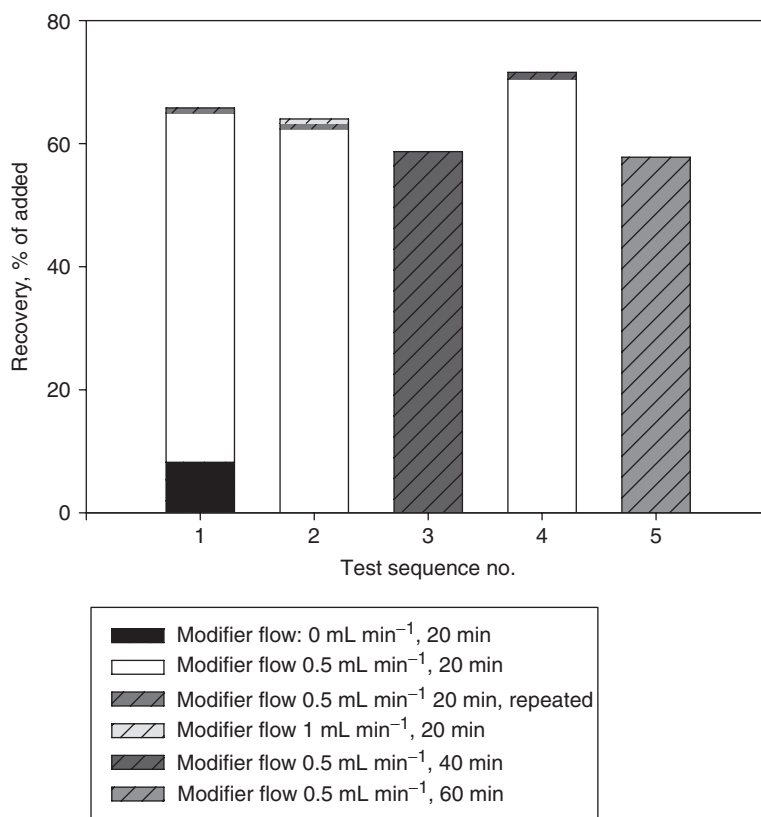 80
60
40
20
0
Recovery, % of added
1 2 3 4 5
Test sequence no.
Modifier flow: 0 mL min⁻¹, 20 min
Modifier flow 0.5 mL min⁻¹, 20 min
Modifier flow 0.5 mL min⁻¹ 20 min, repeated
Modifier flow 1 mL min⁻¹, 20 min
Modifier flow 0.5 mL min⁻¹, 40 min
Modifier flow 0.5 mL min⁻¹, 60 min